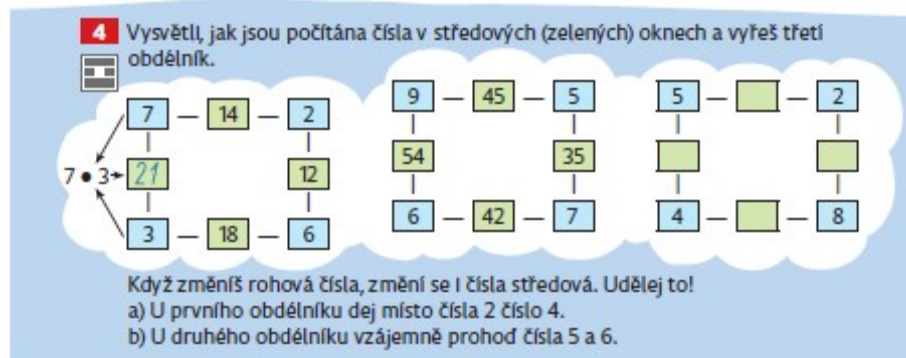 4 Vysvětli, jak jsou počítána čísla v středových (zelených) oknech a vyřeš třetí
obdélník.
9 — 45 — 5
5 — 2
7 — 14 — 2
54 35
7 • 3 21 12
6 — 42 — 7
4 — 8
3 — 18 — 6
Když změníš rohová čísla, změní se i čísla středová. Udělej to!
a) U prvního obdélníku dej místo čísla 2 číslo 4.
b) U druhého obdélníku vzájemně prohoď čísla 5 a 6.